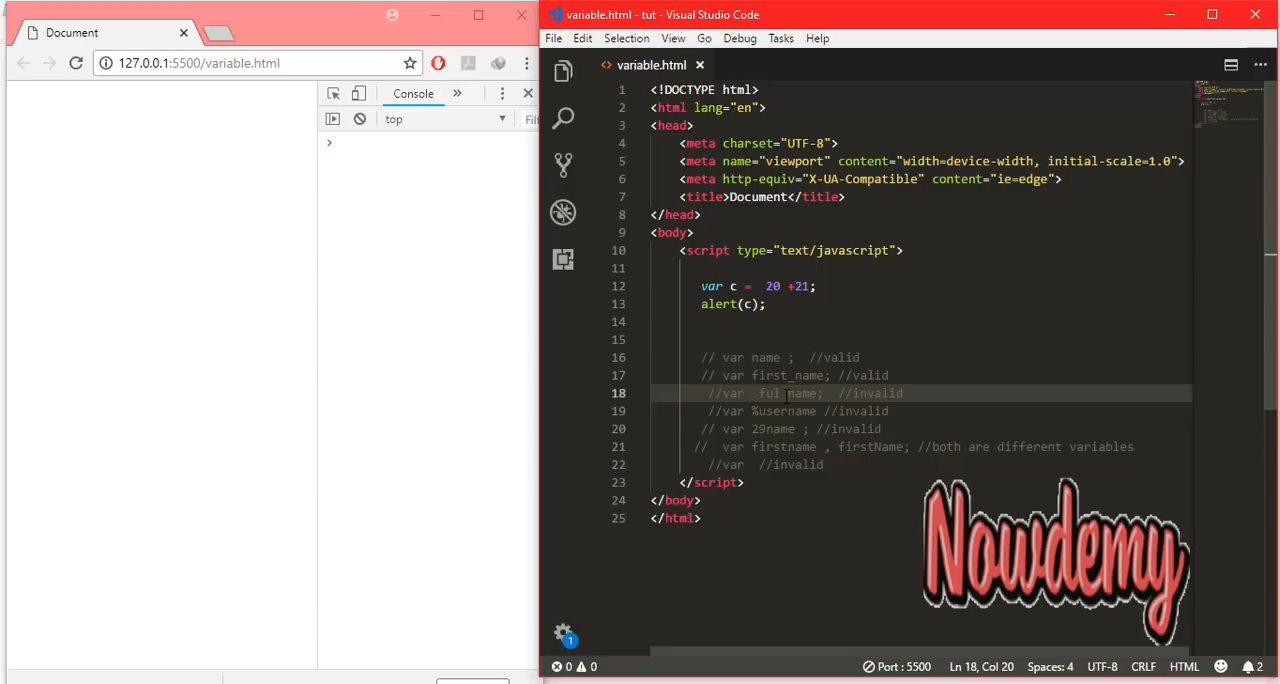 Document
127.0.0.1:5500/variable.html
Console
top
Fil
variable.html - tut - Visual Studio Code
File Edit Selection View Go Debug Tasks Help
variable.html
1 <!DOCTYPE html>
2 <html lang="en">
3 <head>
4 <meta charset="UTF-8">
5 <meta name="viewport" content="width=device-width, initial-scale=1.0">
6 <meta http-equiv="X-UA-Compatible" content="ie=edge">
7 <title>Document</title>
8 </head>
9 <body>
10 <script type="text/javascript">
11
12 var c = 20 +21;
13 alert(c);
14
15
16 // var name ; //valid
17 // var first_name; //valid
18 //var ful name; //invalid
19 //var %username //invalid
20 // var 29name ; //invalid
21 // var firstname , firstName; //both are different variables
22 //var //invalid
23 </script>
24 </body>
25 </html>
Nowdemy
1
0 0 Port : 5500 Ln 18, Col 20 Spaces: 4 UTF-8 CRLF HTML 2